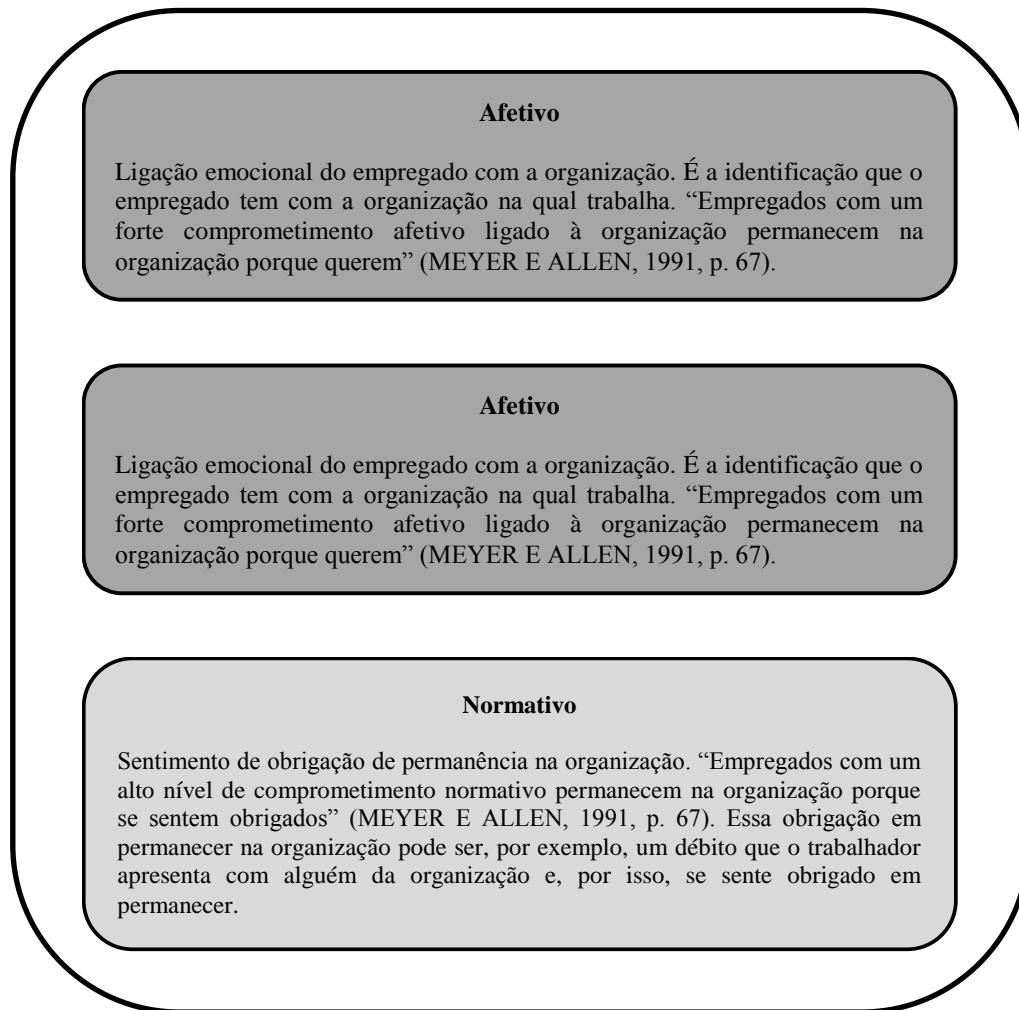 Afetivo
Ligação emocional do empregado com a organização. É a identificação que o
empregado tem com a organização na qual trabalha. “Empregados com um
forte comprometimento afetivo ligado à organização permanecem na
organização porque querem” (MEYER E ALLEN, 1991, p. 67).
Afetivo
Ligação emocional do empregado com a organização. É a identificação que o
empregado tem com a organização na qual trabalha. “Empregados com um
forte comprometimento afetivo ligado à organização permanecem na
organização porque querem” (MEYER E ALLEN, 1991, p. 67).
Normativo
Sentimento de obrigação de permanência na organização. “Empregados com um
alto nível de comprometimento normativo permanecem na organização porque
se sentem obrigados” (MEYER E ALLEN, 1991, p. 67). Essa obrigação em
permanecer na organização pode ser, por exemplo, um débito que o trabalhador
apresenta com alguém da organização e, por isso, se sente obrigado em
permanecer.